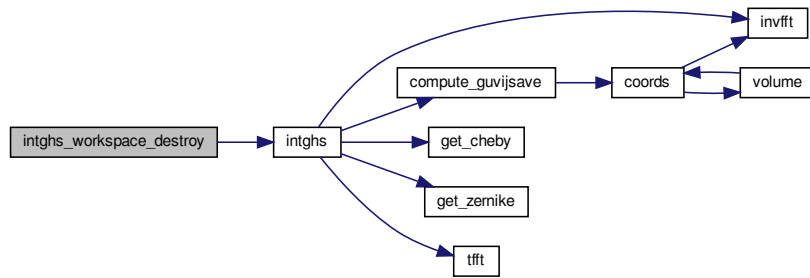 invfft
compute_guvijsave
coords
volume
intghs_workspace_destroy
intghs
get_cheby
get_zernike
tfft